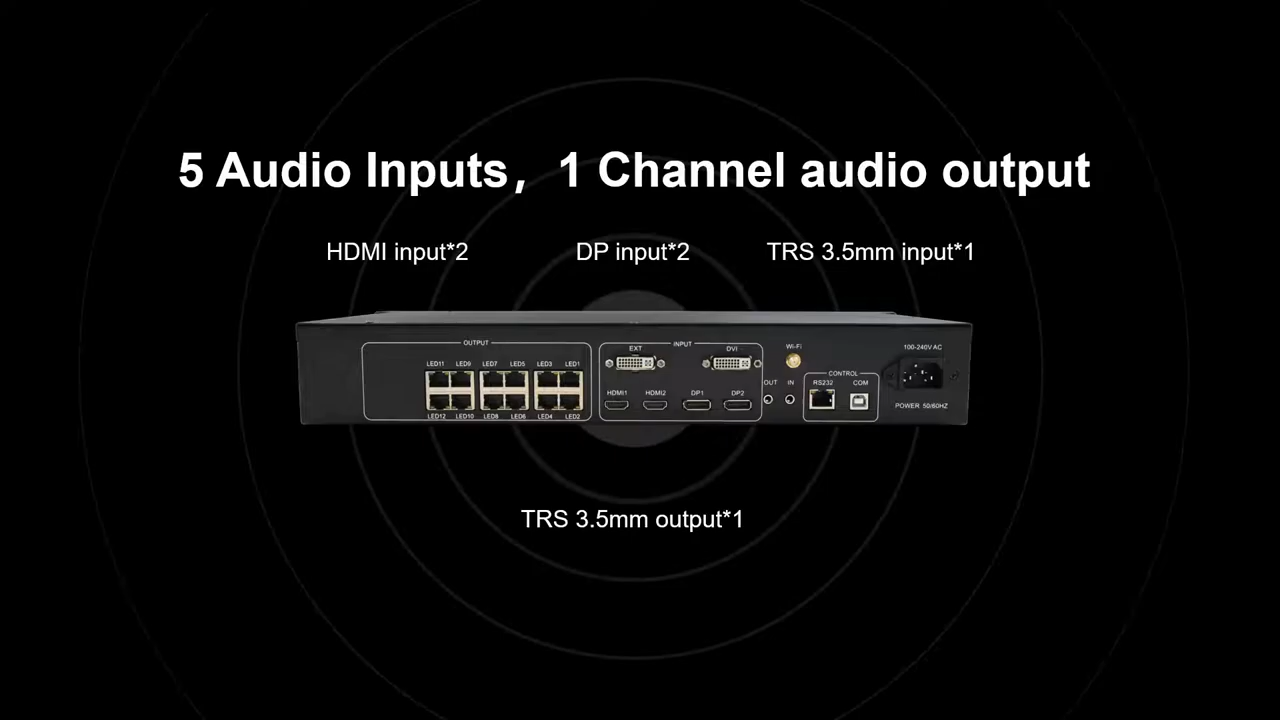 5 Audio Inputs，1 Channel audio output
HDMI input*2 DP input*2 TRS 3.5mm input*1
OUTPUT
LED11 LED9 LED7 LED5 LED3 LED1
LED12 LED10 LED8 LED6 LED4 LED2
INPUT
EXT DVI
HDMI1 HDMI2 DP1 DP2
Wi-Fi
OUT IN
CONTROL
RS232 COM
100-240V AC
POWER 50/60HZ
TRS 3.5mm output*1